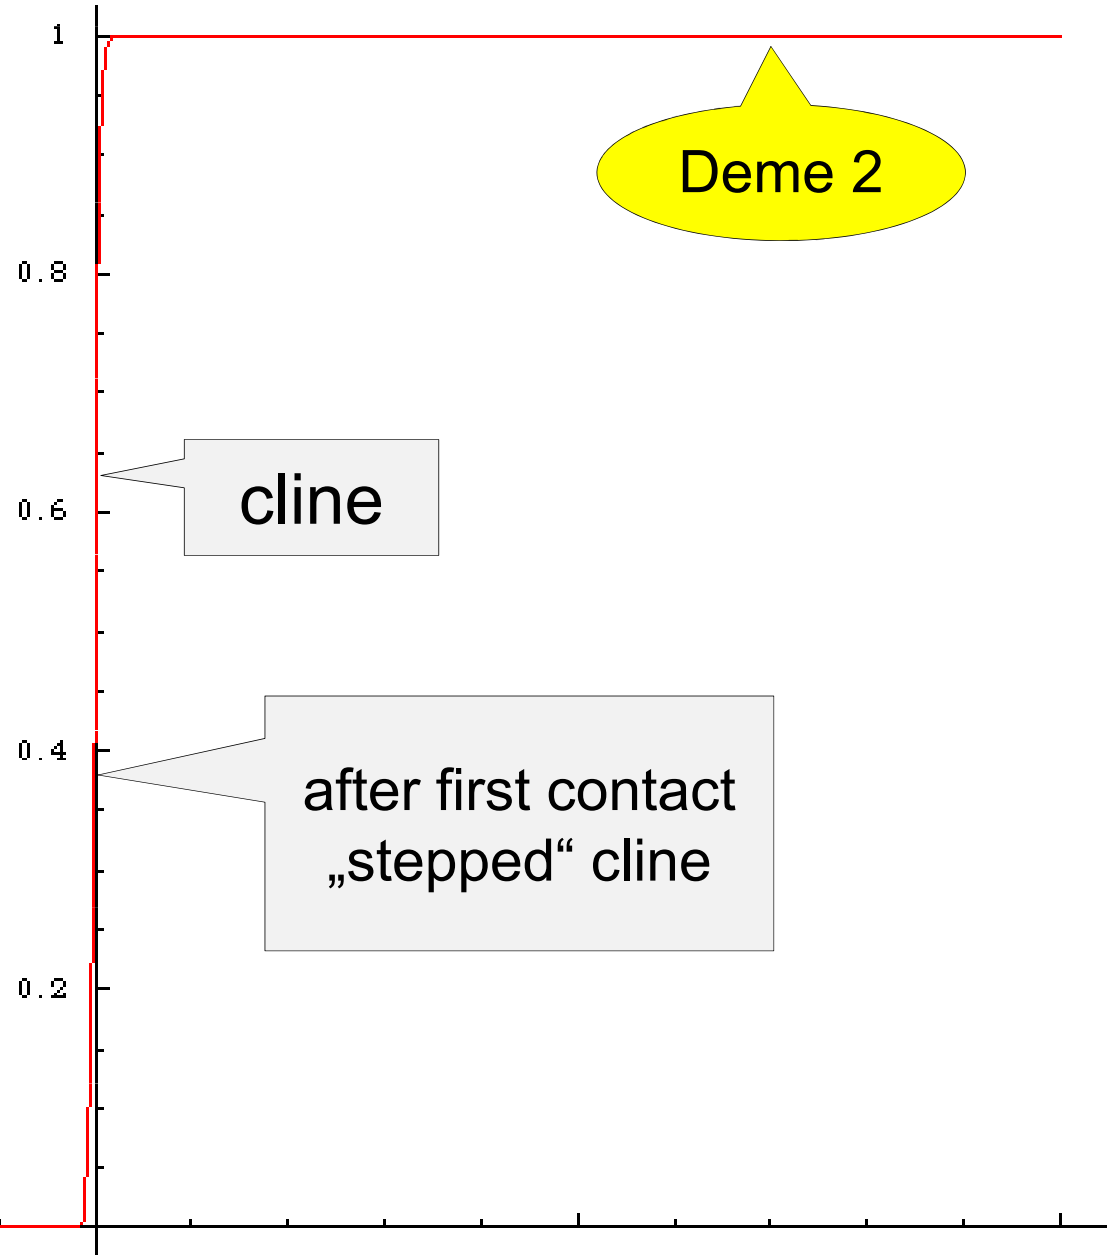 1
Deme 2
0.8
cline
0.6
after first contact
„stepped“ cline
0.4
0.2